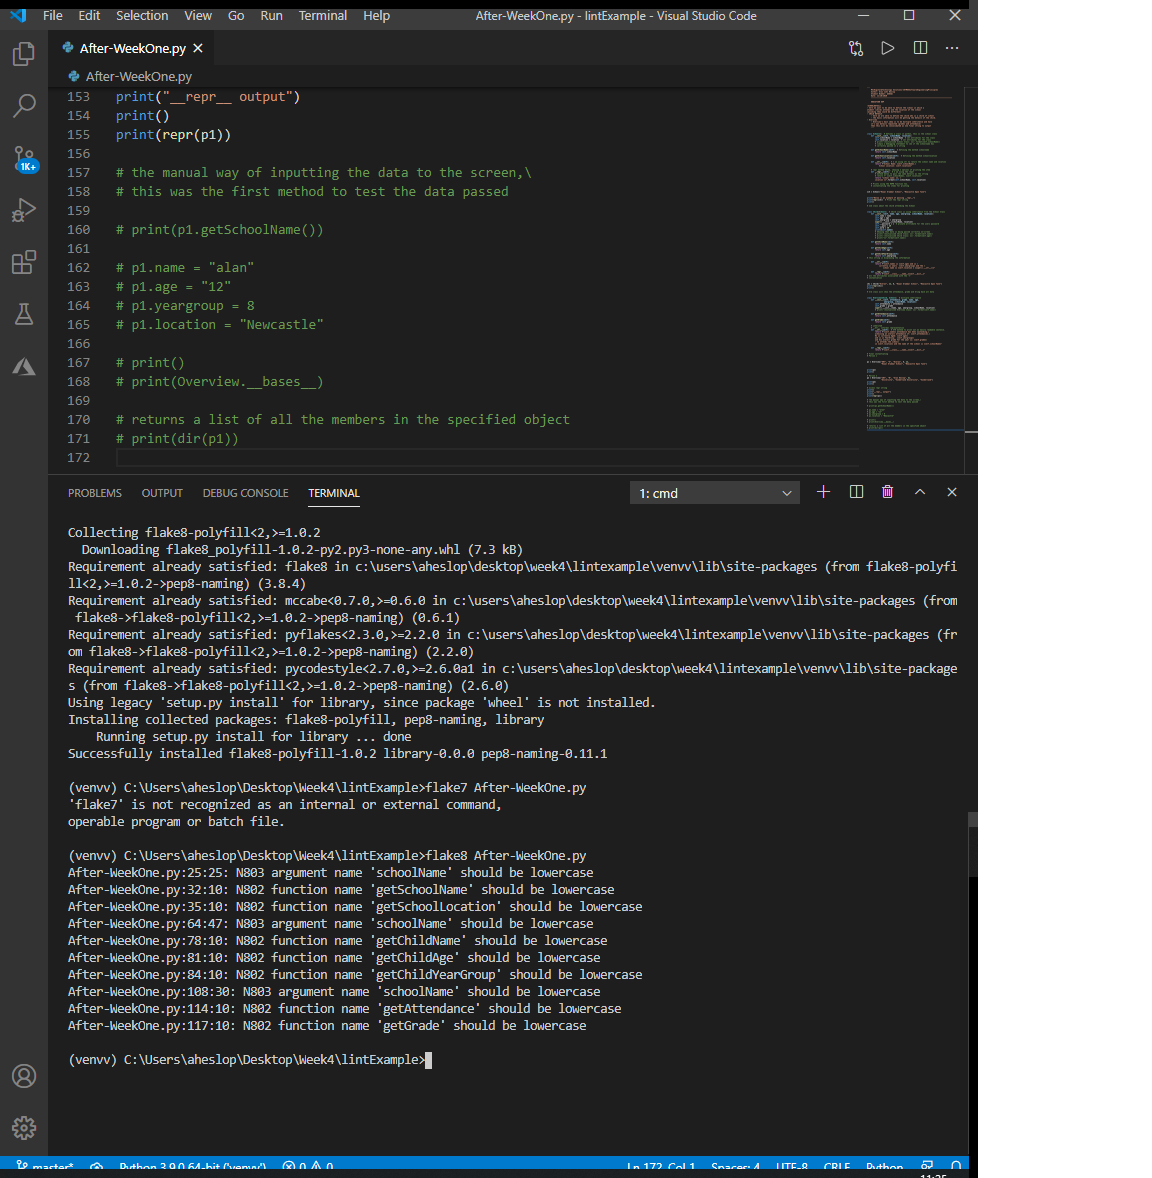 File Edit Selection View Go Run Terminal Help After-WeekOne.py - lintExample - Visual Studio Code
After-WeekOne.py
After-WeekOne.py
153 print("__repr__ output")
154 print()
155 print(repr(p1))
156
157 # the manual way of inputting the data to the screen,\
158 # this was the first method to test the data passed
159
160 # print(p1.getSchoolName())
161
162 # p1.name = "alan"
163 # p1.age = "12"
164 # p1.yeargroup = 8
165 # p1.location = "Newcastle"
166
167 # print()
168 # print(Overview.__bases__)
169
170 # returns a list of all the members in the specified object
171 # print(dir(p1))
172
1K+
PROBLEMS OUTPUT DEBUG CONSOLE TERMINAL 1: cmd
Collecting flake8-polyfill<2,>=1.0.2
Downloading flake8_polyfill-1.0.2-py2.py3-none-any.whl (7.3 kB)
Requirement already satisfied: flake8 in c:\users\aheslop\desktop\week4\lintexample\venvv\lib\site-packages (from flake8-polyfi
ll<2,>=1.0.2->pep8-naming) (3.8.4)
Requirement already satisfied: mccabe<0.7.0,>=0.6.0 in c:\users\aheslop\desktop\week4\lintexample\venvv\lib\site-packages (from
flake8->flake8-polyfill<2,>=1.0.2->pep8-naming) (0.6.1)
Requirement already satisfied: pyflakes<2.3.0,>=2.2.0 in c:\users\aheslop\desktop\week4\lintexample\venvv\lib\site-packages (fr
om flake8->flake8-polyfill<2,>=1.0.2->pep8-naming) (2.2.0)
Requirement already satisfied: pycodestyle<2.7.0,>=2.6.0a1 in c:\users\aheslop\desktop\week4\lintexample\venvv\lib\site-package
s (from flake8->flake8-polyfill<2,>=1.0.2->pep8-naming) (2.6.0)
Using legacy 'setup.py install' for library, since package 'wheel' is not installed.
Installing collected packages: flake8-polyfill, pep8-naming, library
Running setup.py install for library ... done
Successfully installed flake8-polyfill-1.0.2 library-0.0.0 pep8-naming-0.11.1
(venvv) C:\Users\aheslop\Desktop\Week4\lintExample>flake7 After-WeekOne.py
'flake7' is not recognized as an internal or external command,
operable program or batch file.
(venvv) C:\Users\aheslop\Desktop\Week4\lintExample>flake8 After-WeekOne.py
After-WeekOne.py:25:25: N803 argument name 'schoolName' should be lowercase
After-WeekOne.py:32:10: N802 function name 'getSchoolName' should be lowercase
After-WeekOne.py:35:10: N802 function name 'getSchoolLocation' should be lowercase
After-WeekOne.py:64:47: N803 argument name 'schoolName' should be lowercase
After-WeekOne.py:78:10: N802 function name 'getChildName' should be lowercase
After-WeekOne.py:81:10: N802 function name 'getChildAge' should be lowercase
After-WeekOne.py:84:10: N802 function name 'getChildYearGroup' should be lowercase
After-WeekOne.py:108:30: N803 argument name 'schoolName' should be lowercase
After-WeekOne.py:114:10: N802 function name 'getAttendance' should be lowercase
After-WeekOne.py:117:10: N802 function name 'getGrade' should be lowercase
(venvv) C:\Users\aheslop\Desktop\Week4\lintExample>
master* Python 3.9.0 64-bit ('venvv') 0 0 Ln 172, Col 1 Spaces: 4 UTF-8 CRLF Python